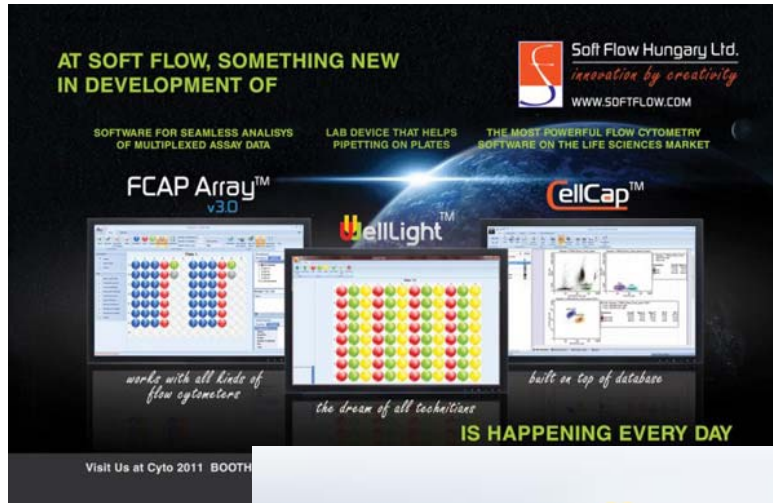 AT SOFT FLOW, SOMETHING NEW
IN DEVELOPMENT OF
Soft Flow Hungary Ltd.
innovation by creativity
WWW.SOFTFLOW.COM
SOFTWARE FOR SEAMLESS ANALISYS
OF MULTIPLEXED ASSAY DATA
LAB DEVICE THAT HELPS
PIPETTING ON PLATES
THE MOST POWERFUL FLOW CYTOMETRY
SOFTWARE ON THE LIFE SCIENCES MARKET
FCAP Array™
v3.0
WellLight™
CellCap™
works with all kinds of
flow cytometers
the dream of all technitians
built on top of database
IS HAPPENING EVERY DAY
Visit Us at Cyto 2011 BOOTH